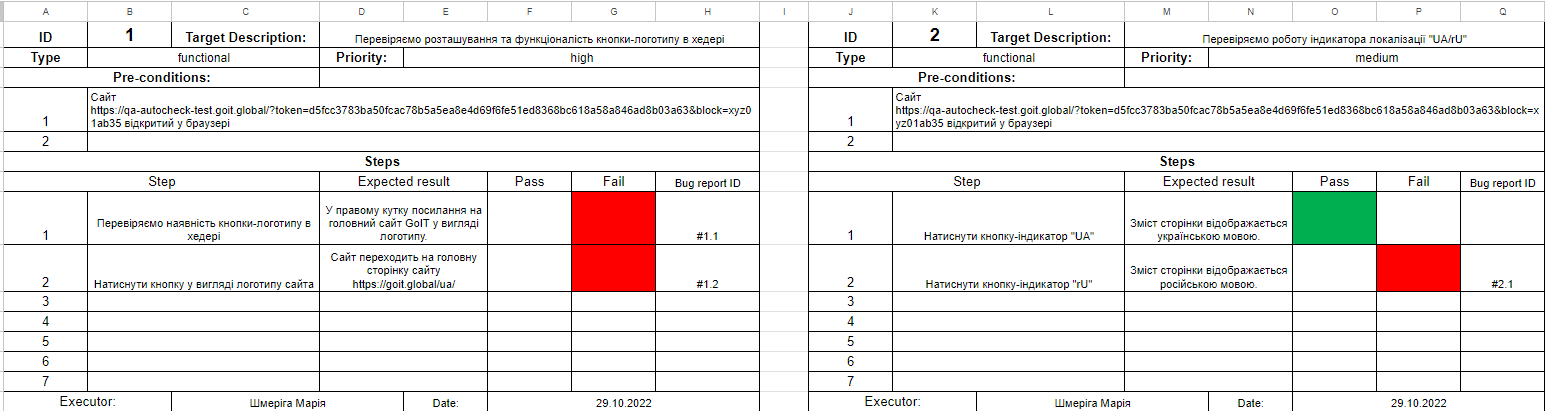 A B C D E F G H I J K L M N O P Q
ID 1 Target Description: Перевіряємо розташування та функціоналість кнопки-логотипу в хедері
Type functional Priority: high
Pre-conditions:
1 Сайт
https://qa-autocheck-test.goit.global/?token=d5fcc3783ba50fcac78b5a5ea8e4d69f6fe51ed8368bc618a58a846ad8b03a63&block=xyz0
1ab35 відкритий у браузері
2
Steps
Step Expected result Pass Fail Bug report ID
1 Перевіряємо наявність кнопки-логотипу в
хедері
У правому кутку посилання на
головний сайт GoIT у вигляді
логотипу.
#1.1
2 Натиснути кнопку у вигляді логотипу сайта
Сайт переходить на головну
сторінку сайту
https://goit.global/ua/
#1.2
3
4
5
6
7
Executor: Шмеріга Марія Date: 29.10.2022
ID 2 Target Description: Перевіряємо роботу індикатора локалізації "UA/rU"
Type functional Priority: medium
Pre-conditions:
1 Сайт
https://qa-autocheck-test.goit.global/?token=d5fcc3783ba50fcac78b5a5ea8e4d69f6fe51ed8368bc618a58a846ad8b03a63&block=x
yz01ab35 відкритий у браузері
2
Steps
Step Expected result Pass Fail Bug report ID
1 Натиснути кнопку-індикатор "UA"
Зміст сторінки відображається
українською мовою.
2 Натиснути кнопку-індикатор "rU"
Зміст сторінки відображається
російською мовою.
#2.1
3
4
5
6
7
Executor: Шмеріга Марія Date: 29.10.2022